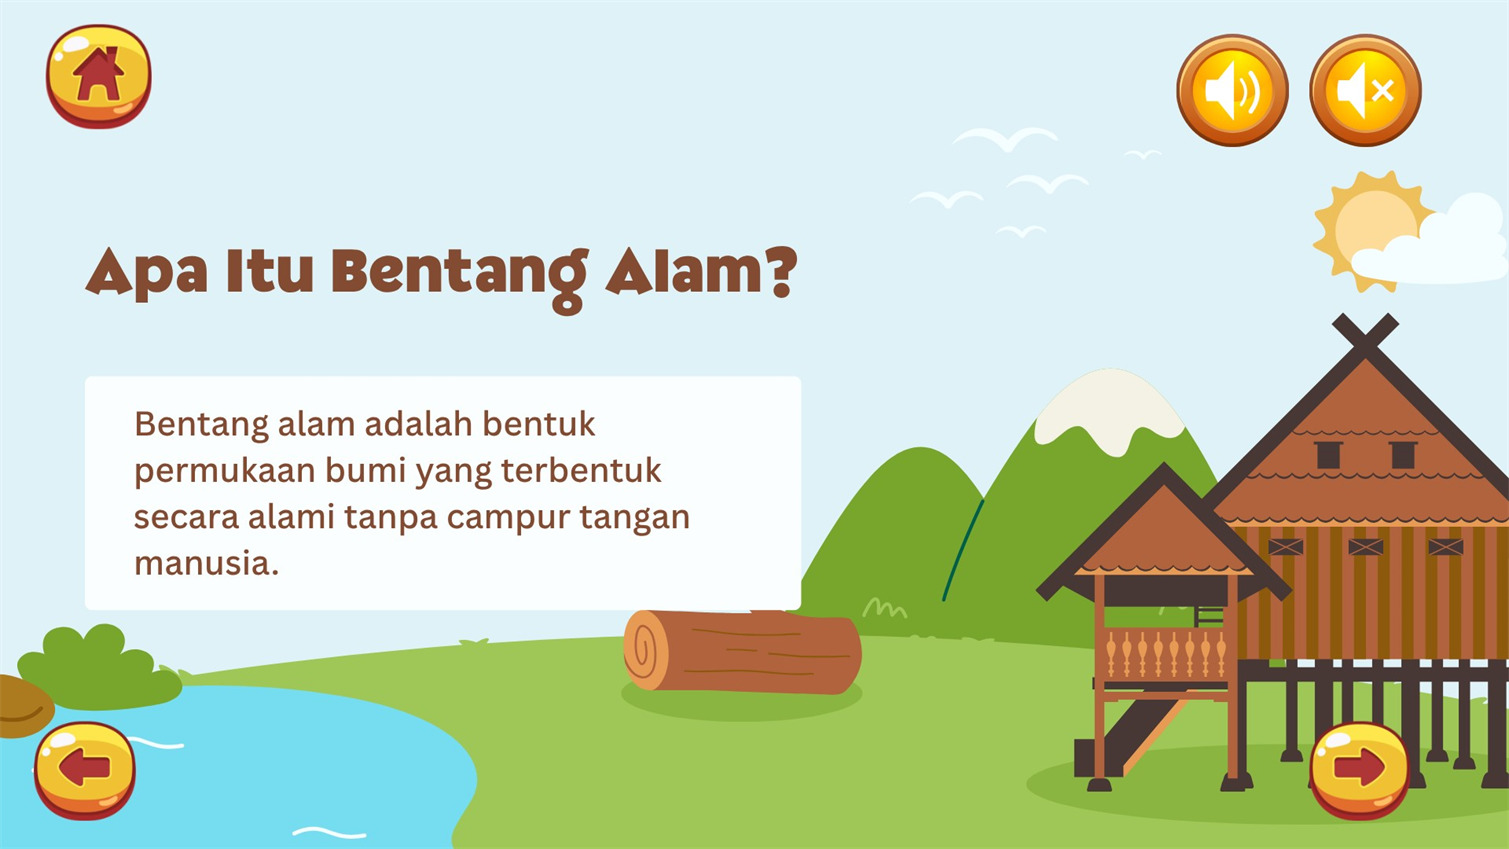 Apa Itu Bentang Alam?
Bentang alam adalah bentuk
permukaan bumi yang terbentuk
secara alami tanpa campur tangan
manusia.